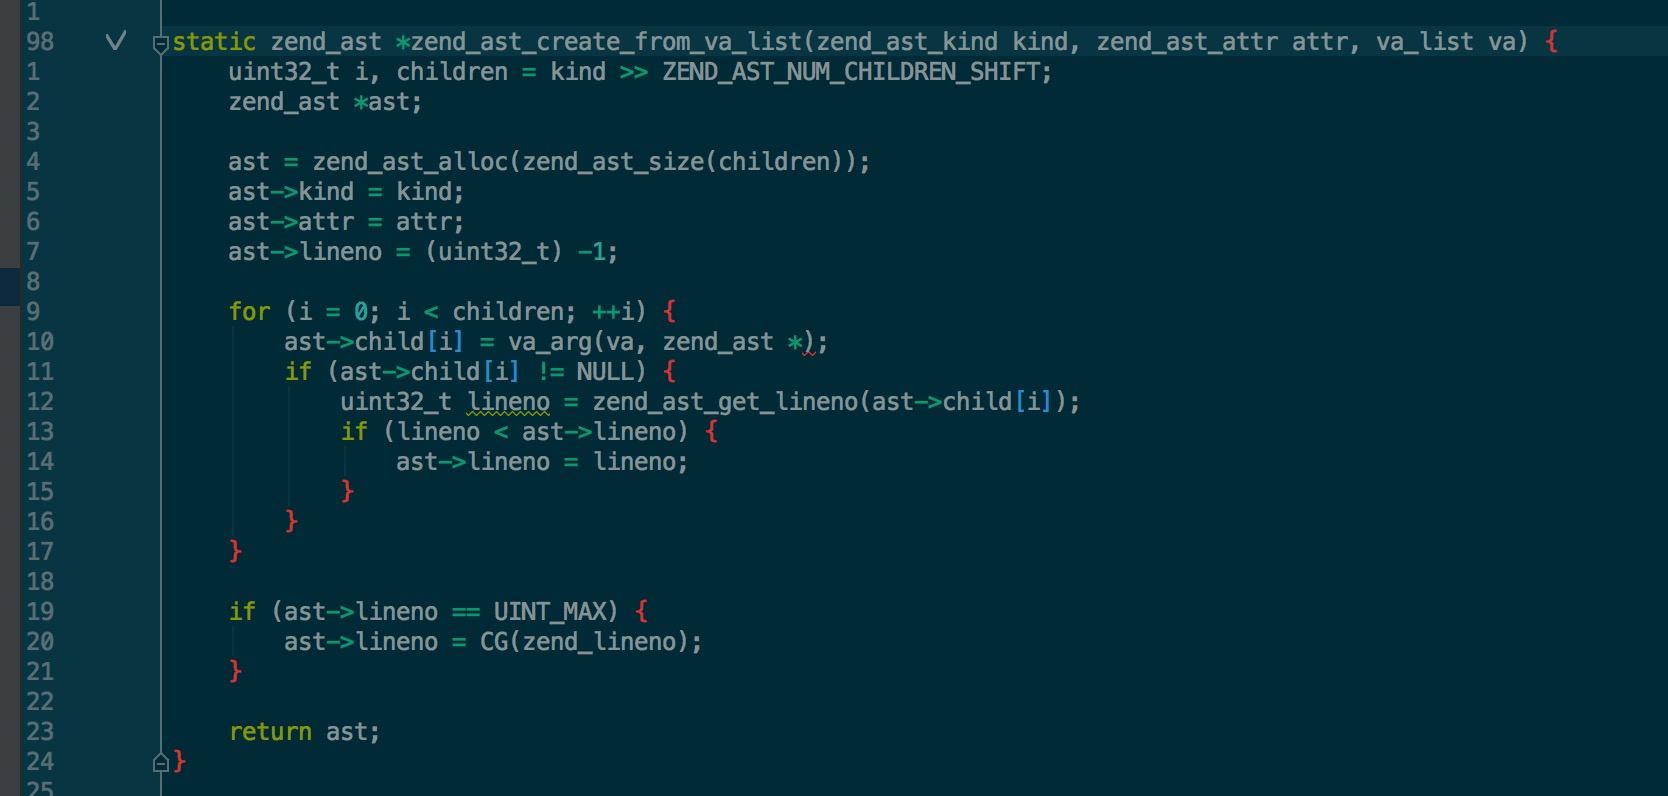 1
98 static zend_ast *zend_ast_create_from_va_list(zend_ast_kind kind, zend_ast_attr attr, va_list va) {
1 uint32_t i, children = kind >> ZEND_AST_NUM_CHILDREN_SHIFT;
2 zend_ast *ast;
3
4 ast = zend_ast_alloc(zend_ast_size(children));
5 ast->kind = kind;
6 ast->attr = attr;
7 ast->lineno = (uint32_t) -1;
8
9 for (i = 0; i < children; ++i) {
10 ast->child[i] = va_arg(va, zend_ast *);
11 if (ast->child[i] != NULL) {
12 uint32_t lineno = zend_ast_get_lineno(ast->child[i]);
13 if (lineno < ast->lineno) {
14 ast->lineno = lineno;
15 }
16 }
17 }
18
19 if (ast->lineno == UINT_MAX) {
20 ast->lineno = CG(zend_lineno);
21 }
22
23 return ast;
24 }
25